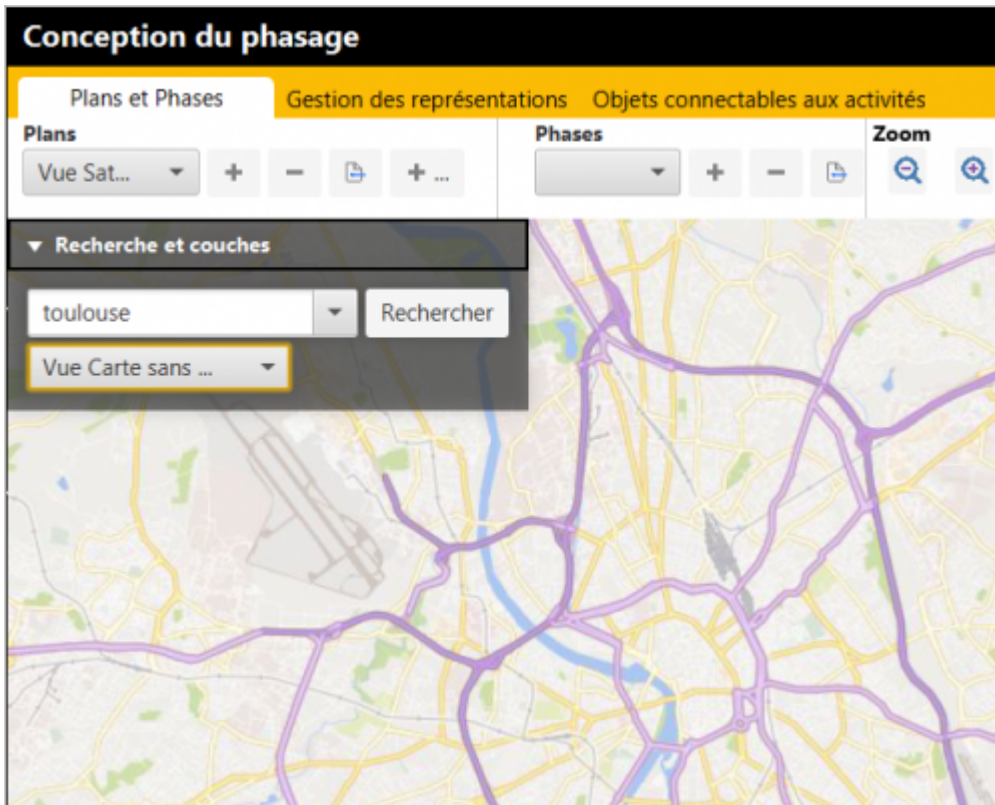 Conception du phasage
Plans et Phases Gestion des représentations Objets connectables aux activités
Plans Phases Zoom
Vue Sat... + − + ... + −
Recherche et couches
toulouse Rechercher
Vue Carte sans ...